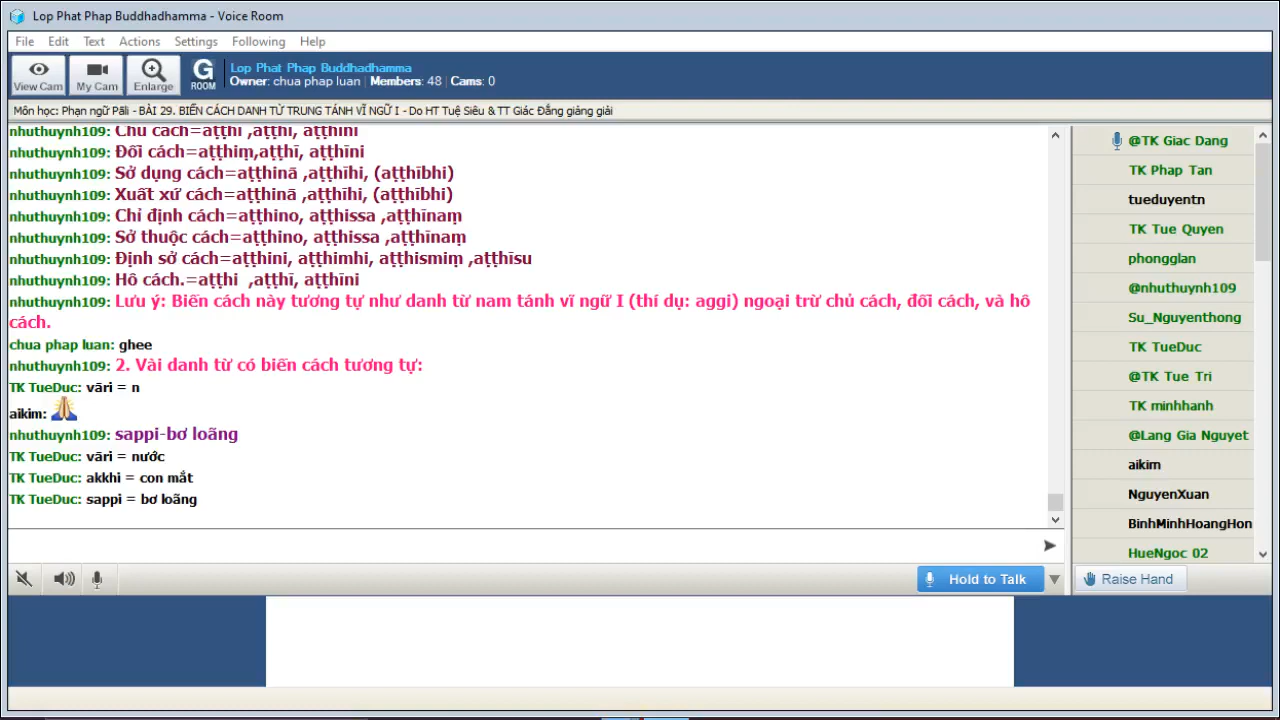 Lop Phat Phap Buddhadhamma - Voice Room
File Edit Text Actions Settings Following Help
View Cam My Cam Enlarge G ROOM
Lop Phat Phap Buddhadhamma
Owner: chua phap luan | Members: 48 | Cams: 0
Môn học: Phạn ngữ Pāli - BÀI 29. BIẾN CÁCH DANH TỪ TRUNG TÁNH VĨ NGỮ I - Do HT Tuệ Siêu & TT Giác Đẳng giảng giải
nhuthuynh109: Chủ cách=aṭṭhi ,aṭṭhī, aṭṭhīni
nhuthuynh109: Đối cách=aṭṭhiṃ,aṭṭhī, aṭṭhīni
nhuthuynh109: Sở dụng cách=aṭṭhinā ,aṭṭhīhi, (aṭṭhībhi)
nhuthuynh109: Xuất xứ cách=aṭṭhinā ,aṭṭhīhi, (aṭṭhībhi)
nhuthuynh109: Chỉ định cách=aṭṭhino, aṭṭhissa ,aṭṭhīnaṃ
nhuthuynh109: Sở thuộc cách=aṭṭhino, aṭṭhissa ,aṭṭhīnaṃ
nhuthuynh109: Định sở cách=aṭṭhini, aṭṭhimhi, aṭṭhismiṃ ,aṭṭhīsu
nhuthuynh109: Hô cách.=aṭṭhi ,aṭṭhī, aṭṭhīni
nhuthuynh109: Lưu ý: Biến cách này tương tự như danh từ nam tánh vĩ ngữ I (thí dụ: aggi) ngoại trừ chủ cách, đối cách, và hô
cách.
chua phap luan: ghee
nhuthuynh109: 2. Vài danh từ có biến cách tương tự:
TK TueDuc: vāri = n
aikim:
nhuthuynh109: sappi-bơ loãng
TK TueDuc: vāri = nước
TK TueDuc: akkhi = con mắt
TK TueDuc: sappi = bơ loãng
@TK Giac Dang
TK Phap Tan
tueduyentn
TK Tue Quyen
phongglan
@nhuthuynh109
Su_Nguyenthong
TK TueDuc
@TK Tue Tri
TK minhhanh
@Lang Gia Nguyet
aikim
NguyenXuan
BinhMinhHoangHon
HueNgoc 02
Hold to Talk
Raise Hand